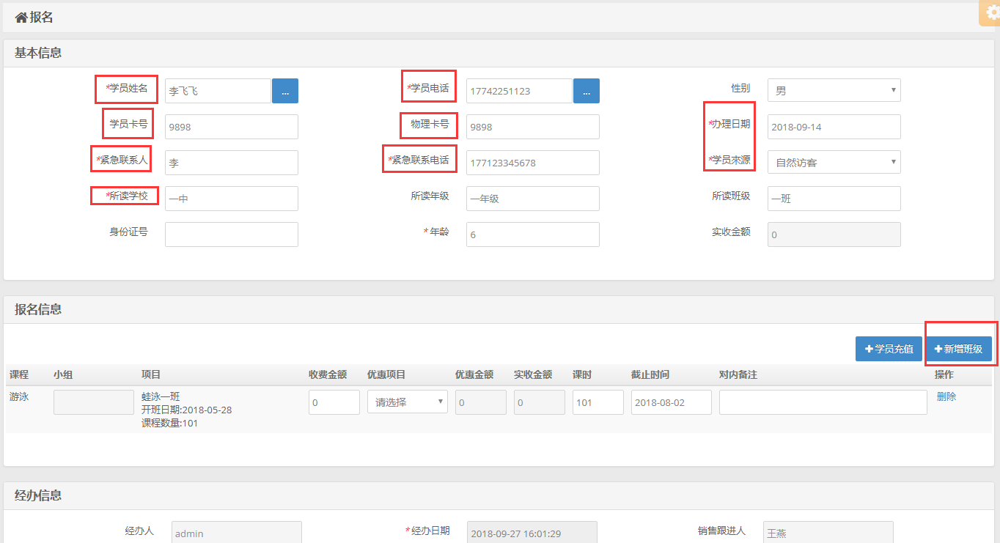 报名
基本信息
*学员姓名 李飞飞 ... *学员电话 17742251123 ... 性别 男
学员卡号 9898 物理卡号 9898 *办理日期 2018-09-14
*紧急联系人 李 *紧急联系电话 177123345678 *学员来源 自然访客
*所读学校 一中 所读年级 一年级 所读班级 一班
身份证号 *年龄 6 实收金额 0
报名信息
学员充值 新增班级
课程 小组 项目 收费金额 优惠项目 优惠金额 实收金额 课时 截止时间 对内备注 操作
游泳 蛙泳一班 0 请选择 0 0 101 2018-08-02 删除
开班日期:2018-05-28
课程数量:101
经办信息
经办人 admin *经办日期 2018-09-27 16:01:29 销售跟进人 王燕